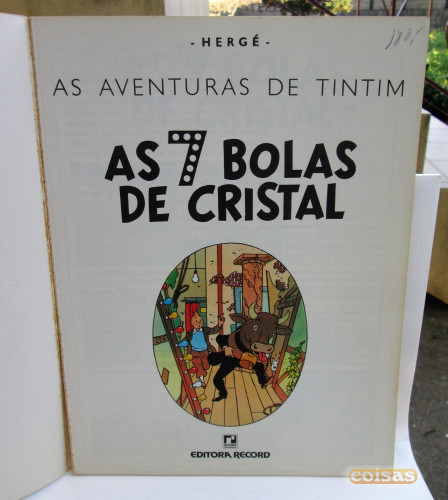 - HERGÉ -
AS AVENTURAS DE TINTIM
AS 7 BOLAS
DE CRISTAL
EDITORA RECORD
coisas